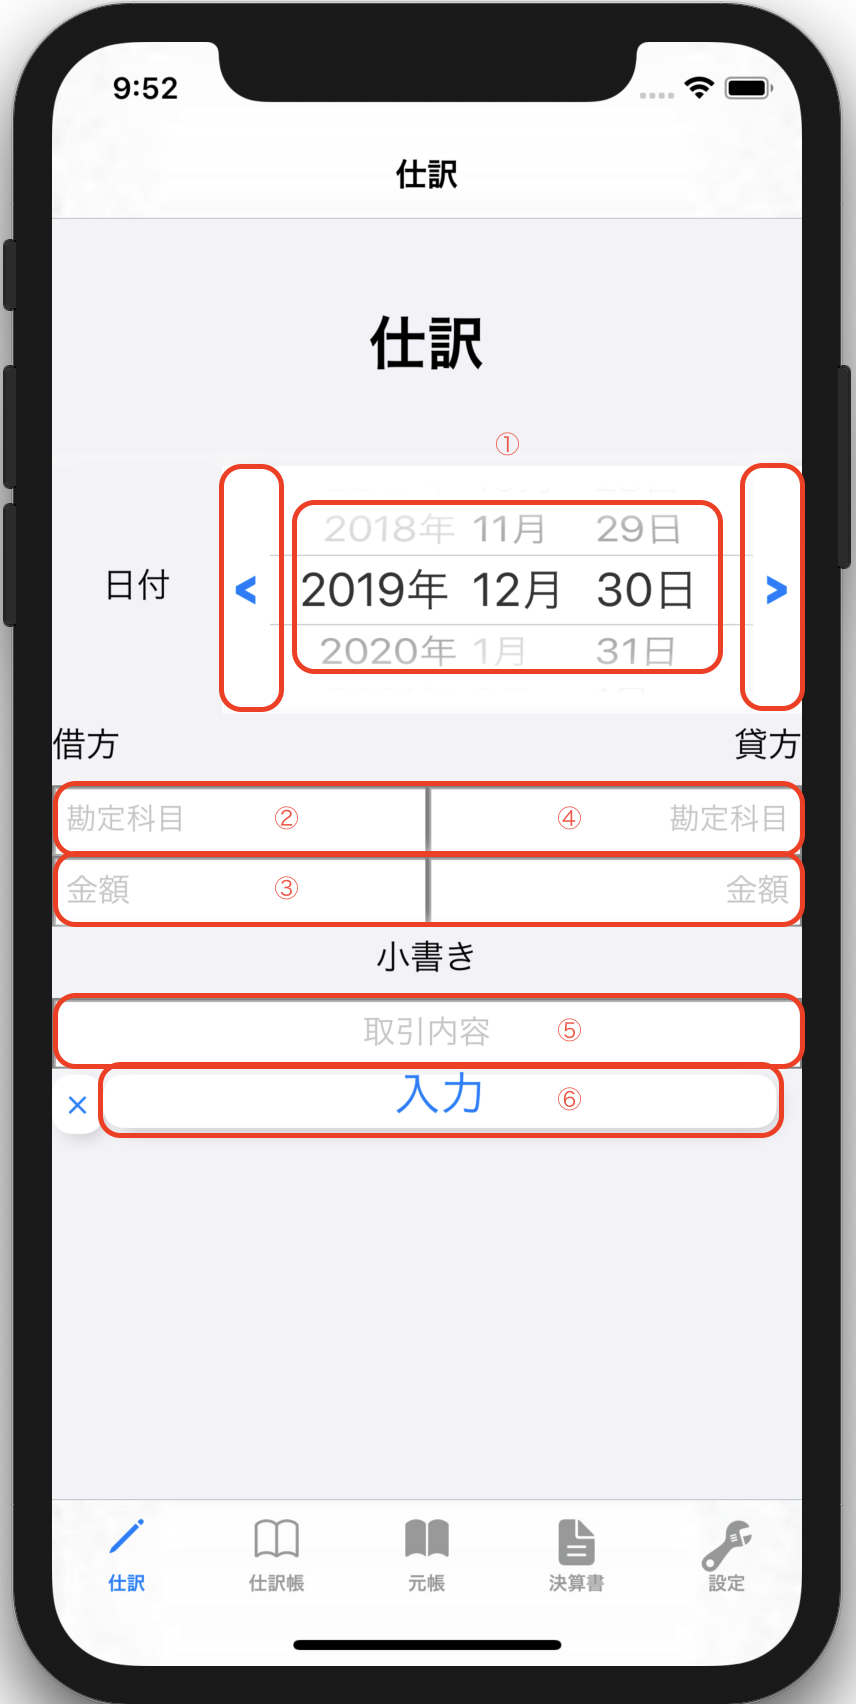 9:52
仕訳
仕訳
①
2018年 11月 29日
日付 < 2019年 12月 30日 >
2020年 1月 31日
借方 貸方
勘定科目 ② ④ 勘定科目
金額 ③ 金額
小書き
取引内容 ⑤
× 入力 ⑥
仕訳 仕訳帳 元帳 決算書 設定